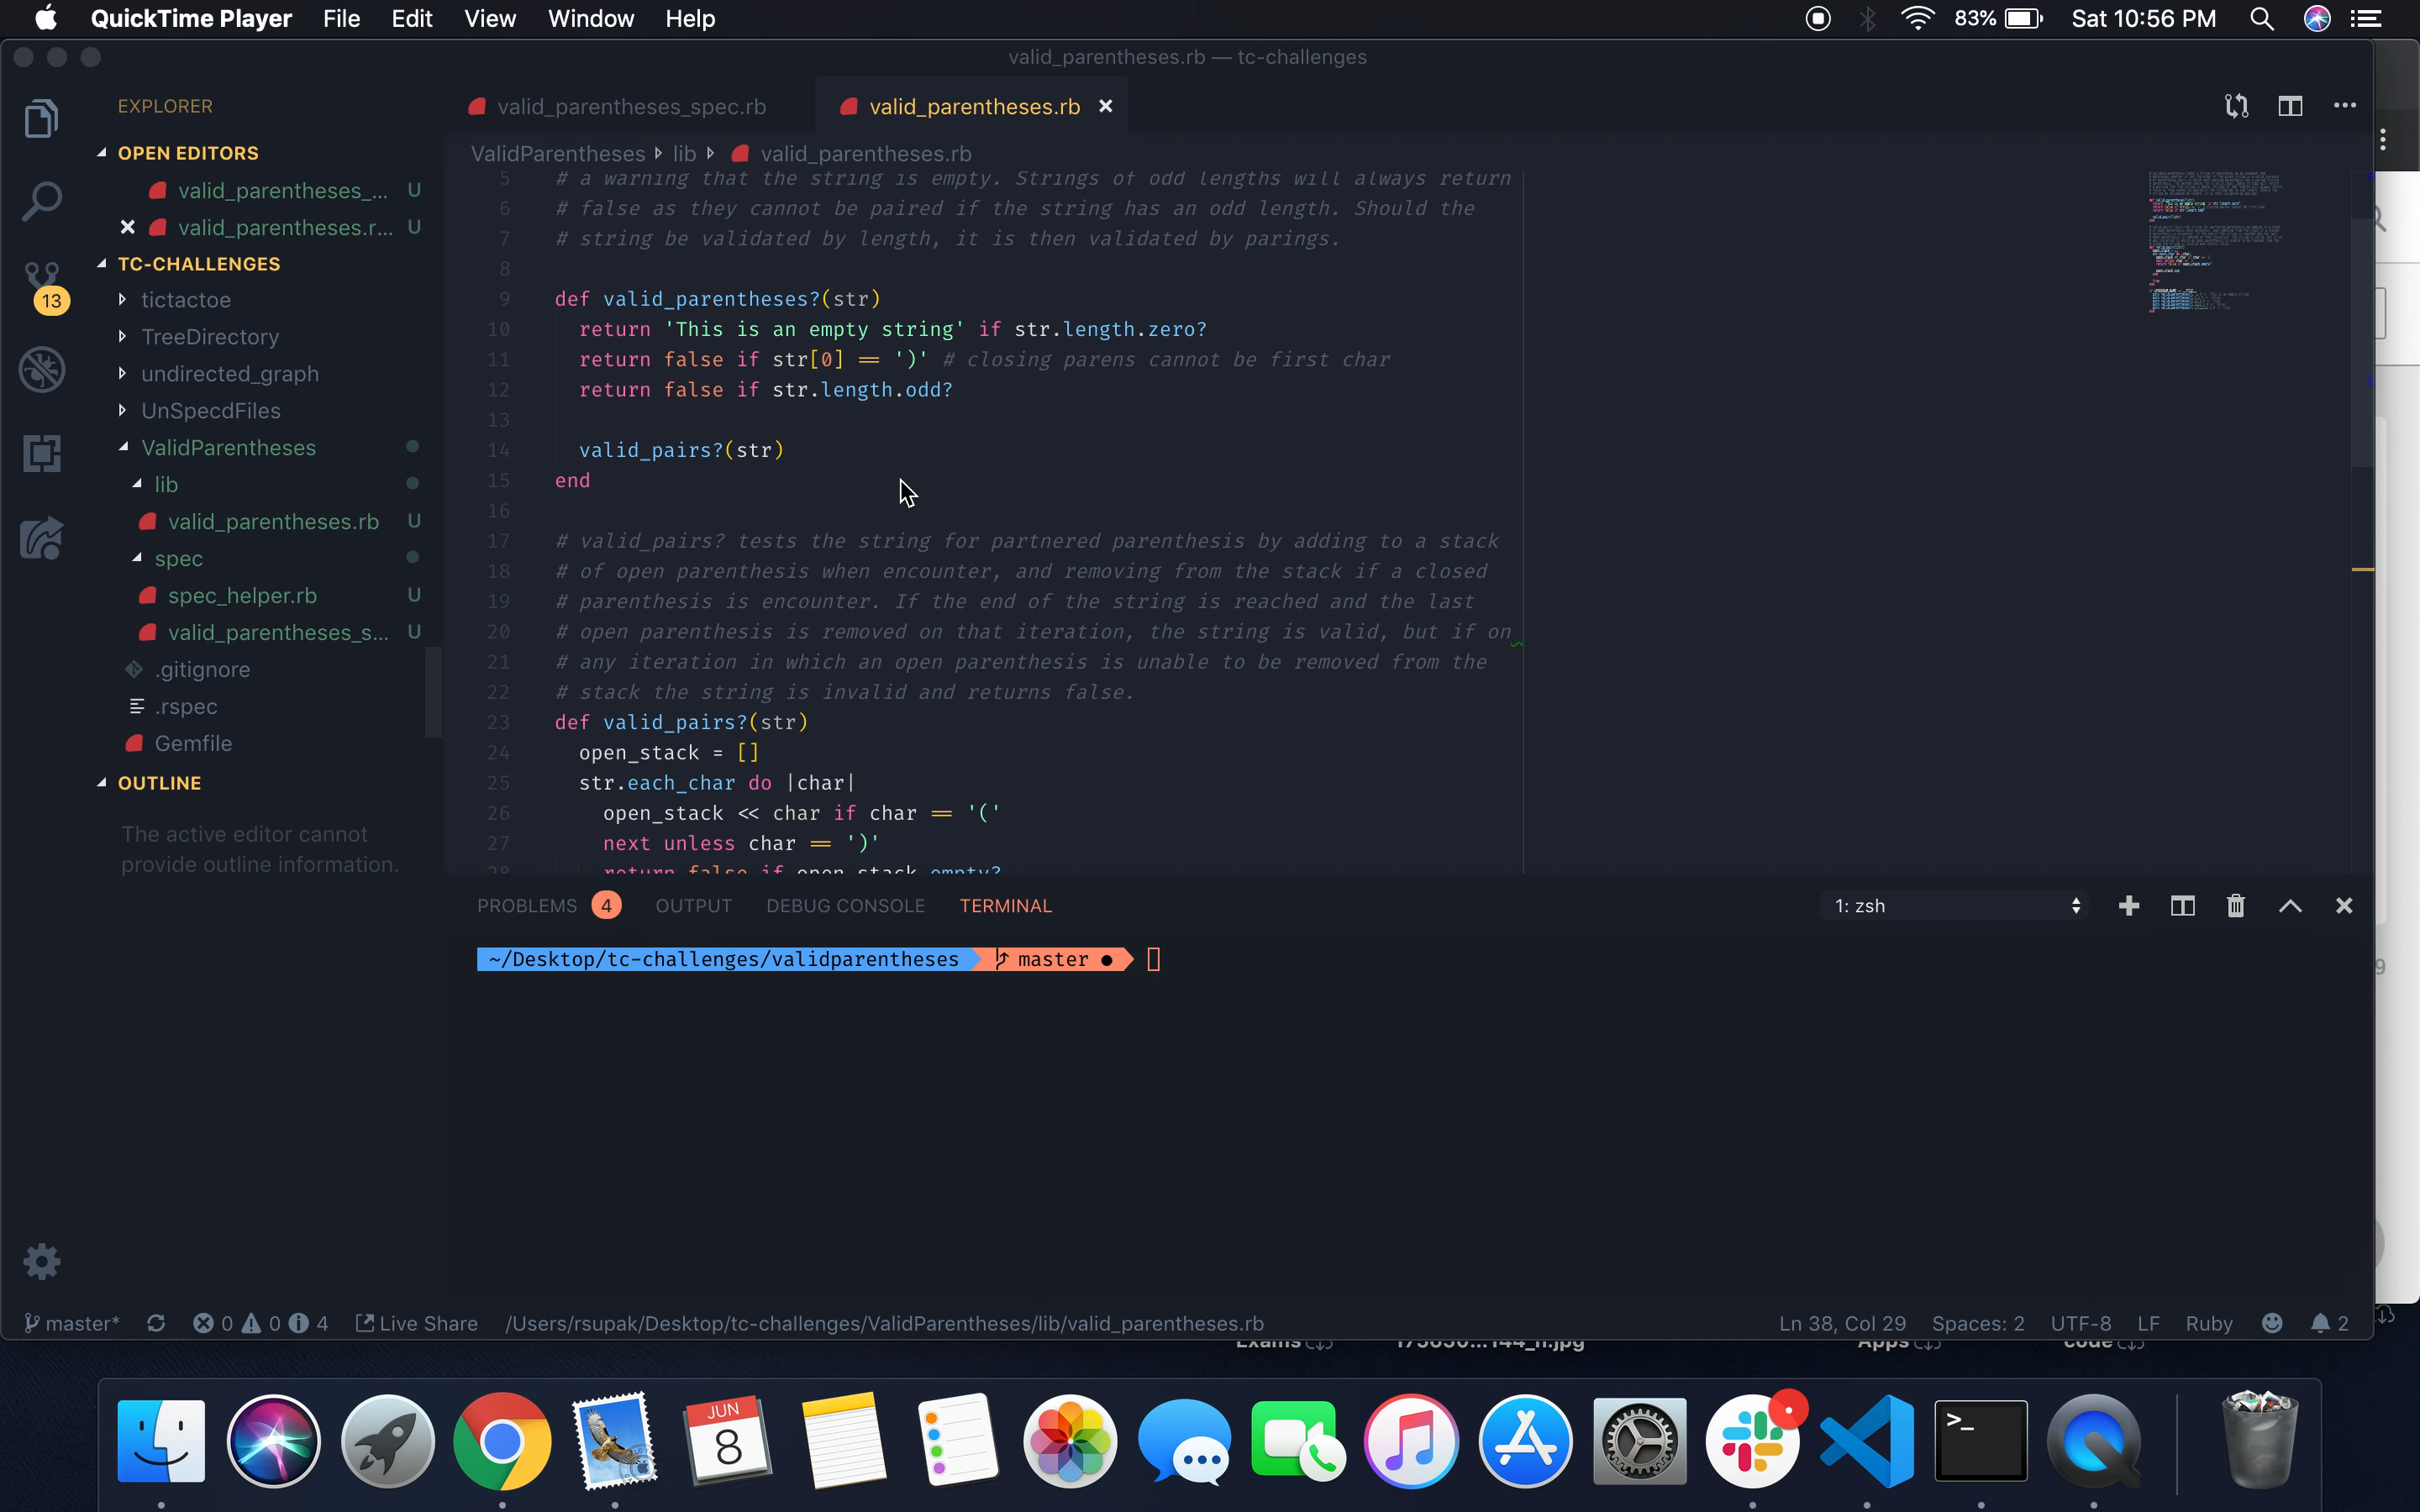 QuickTime Player File Edit View Window Help 83% Sat 10:56 PM
valid_parentheses.rb — tc-challenges
EXPLORER
valid_parentheses_spec.rb valid_parentheses.rb
OPEN EDITORS
valid_parentheses_... U
valid_parentheses.r... U
TC-CHALLENGES
13
tictactoe
TreeDirectory
undirected_graph
UnSpecdFiles
ValidParentheses
lib
valid_parentheses.rb U
spec
spec_helper.rb U
valid_parentheses_s... U
.gitignore
.rspec
Gemfile
OUTLINE
The active editor cannot
provide outline information.
ValidParentheses lib valid_parentheses.rb
5 # a warning that the string is empty. Strings of odd lengths will always return
6 # false as they cannot be paired if the string has an odd length. Should the
7 # string be validated by length, it is then validated by parings.
8
9 def valid_parentheses?(str)
10 return 'This is an empty string' if str.length.zero?
11 return false if str[0] == ')' # closing parens cannot be first char
12 return false if str.length.odd?
13
14 valid_pairs?(str)
15 end
16
17 # valid_pairs? tests the string for partnered parenthesis by adding to a stack
18 # of open parenthesis when encounter, and removing from the stack if a closed
19 # parenthesis is encounter. If the end of the string is reached and the last
20 # open parenthesis is removed on that iteration, the string is valid, but if on
21 # any iteration in which an open parenthesis is unable to be removed from the
22 # stack the string is invalid and returns false.
23 def valid_pairs?(str)
24 open_stack = []
25 str.each_char do |char|
26 open_stack << char if char == '('
27 next unless char == ')'
28 return false if open_stack.empty?
PROBLEMS 4 OUTPUT DEBUG CONSOLE TERMINAL 1: zsh
~/Desktop/tc-challenges/validparentheses master ●
master* 0 0 4 Live Share /Users/rsupak/Desktop/tc-challenges/ValidParentheses/lib/valid_parentheses.rb Ln 38, Col 29 Spaces: 2 UTF-8 LF Ruby 2
Exams Apps code
JUN
8